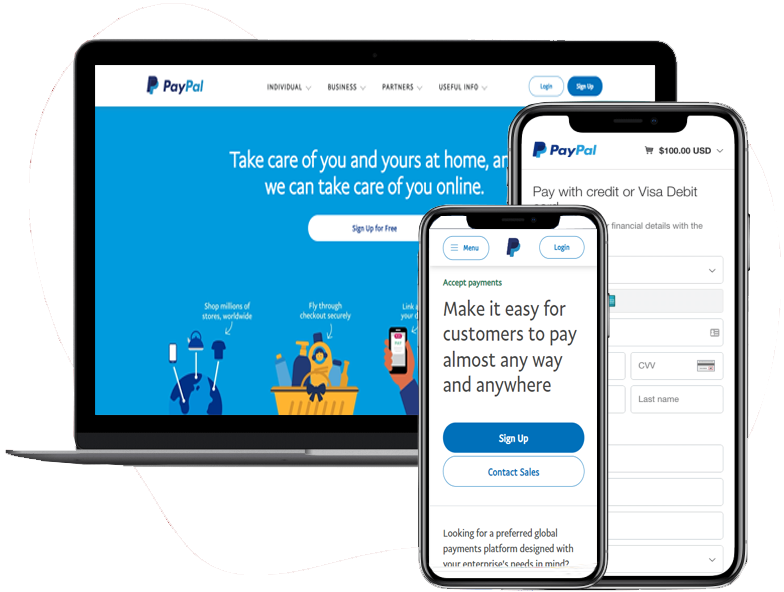 PayPal
INDIVIDUAL
BUSINESS
PARTNERS
USEFUL INFO
Login
Sign Up
Take care of you and yours at home, an
we can take care of you online.
Sign Up for Free
Shop millions of
stores, worldwide
Fly through
checkout securely
Link a
your d
PayPal
$100.00 USD
Pay with credit or Visa Debit
financial details with the
CVV
Last name
Menu
Login
Accept payments
Make it easy for
customers to pay
almost any way
and anywhere
Sign Up
Contact Sales
Looking for a preferred global
payments platform designed with
your enterprise's needs in mind?